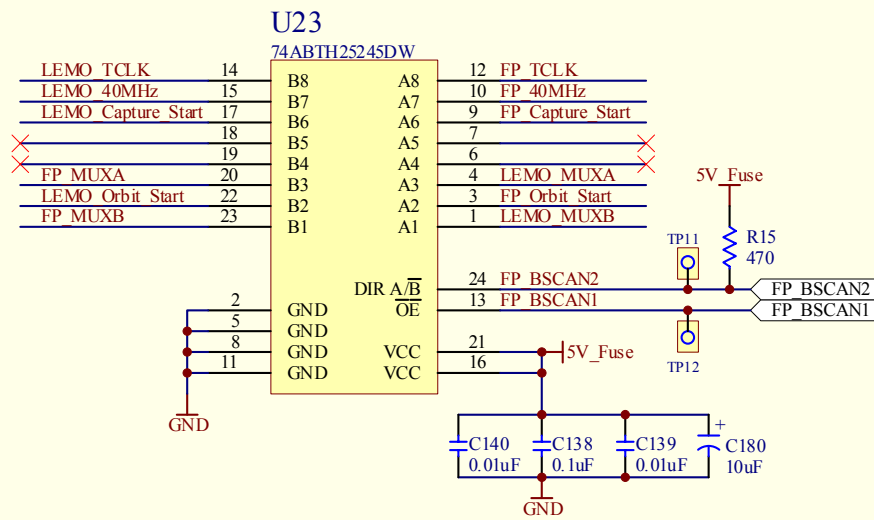 U23
74ABTH25245DW
LEMO_TCLK 14 B8 A8 12 FP_TCLK
LEMO_40MHz 15 B7 A7 10 FP_40MHz
LEMO_Capture_Start 17 B6 A6 9 FP_Capture_Start
18 B5 A5 7
19 B4 A4 6
FP_MUXA 20 B3 A3 4 LEMO_MUXA
LEMO_Orbit_Start 22 B2 A2 3 FP_Orbit_Start
FP_MUXB 23 B1 A1 1 LEMO_MUXB
5V_Fuse
R15
470
TP11
DIR A/B 24 FP_BSCAN2 FP_BSCAN2
2 GND OE 13 FP_BSCAN1 FP_BSCAN1
5 GND
8 GND VCC 21 5V_Fuse
11 GND VCC 16
TP12
GND
C140 C138 C139 + C180
0.01uF 0.1uF 0.01uF 10uF
GND